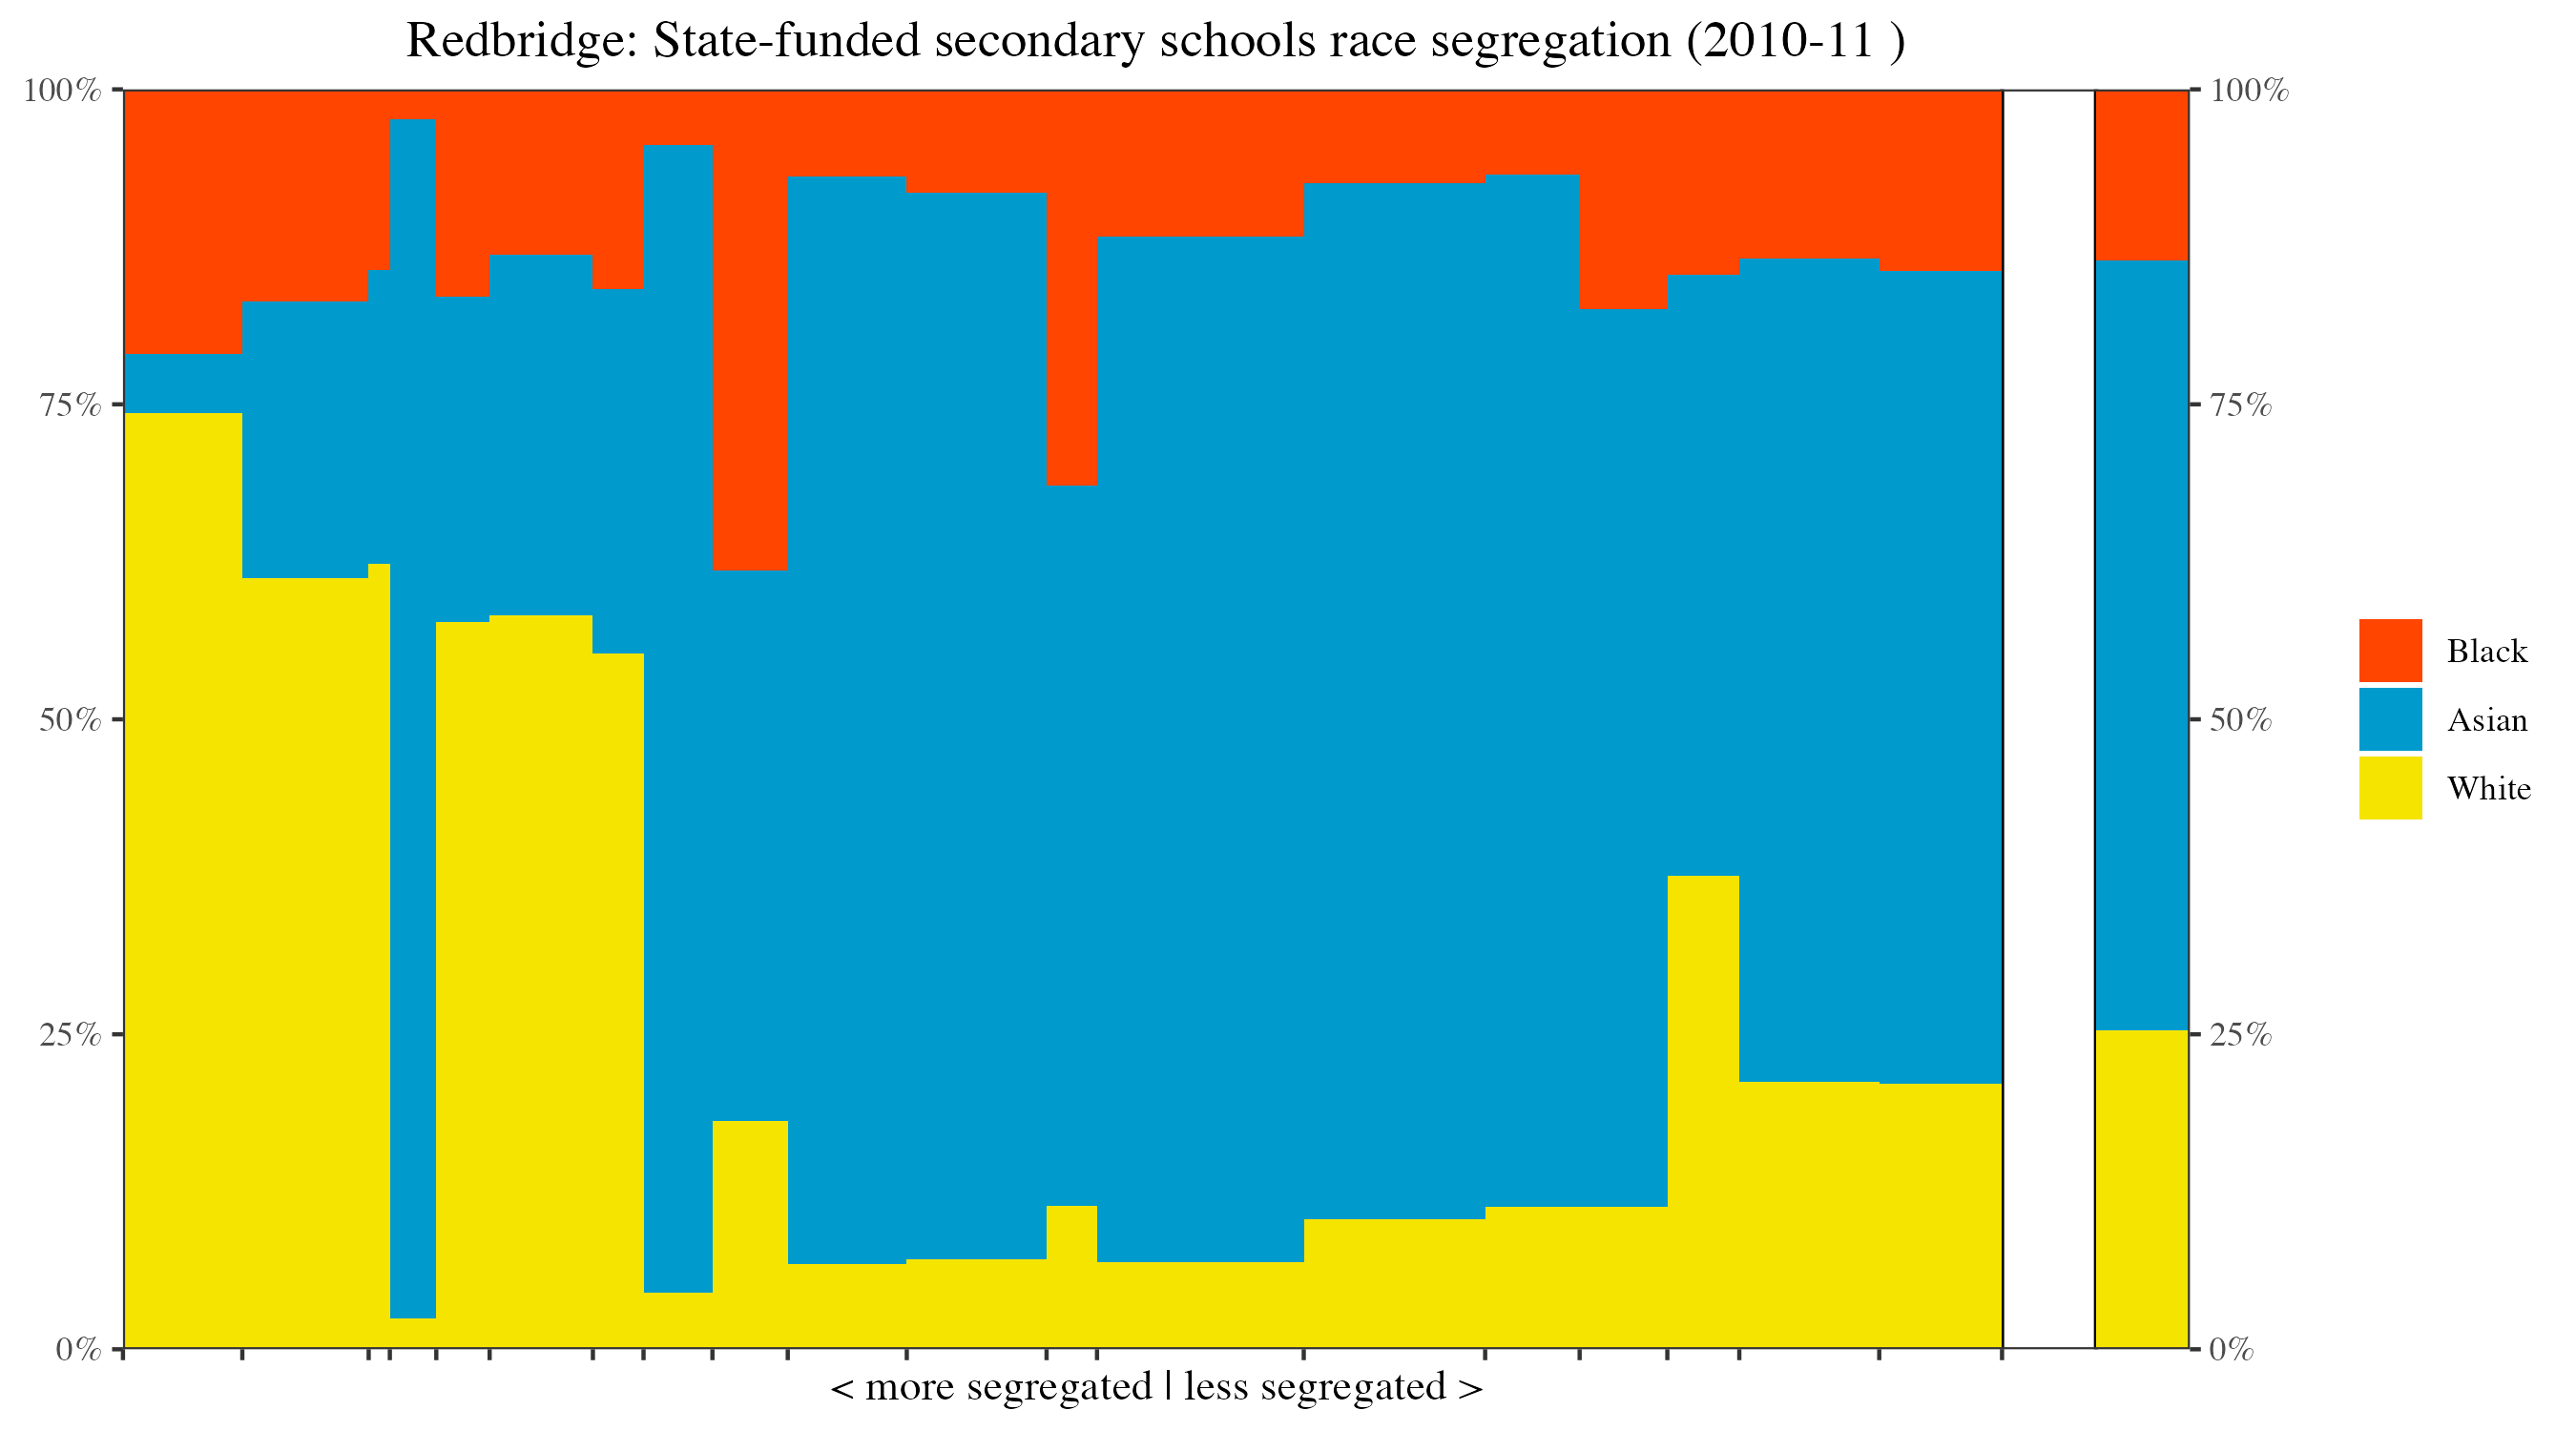 Redbridge: State-funded secondary schools race segregation (2010-11 )
100%
100%
75%
75%
50%
50%
25%
25%
0%
0%
Black
Asian
White
< more segregated | less segregated >